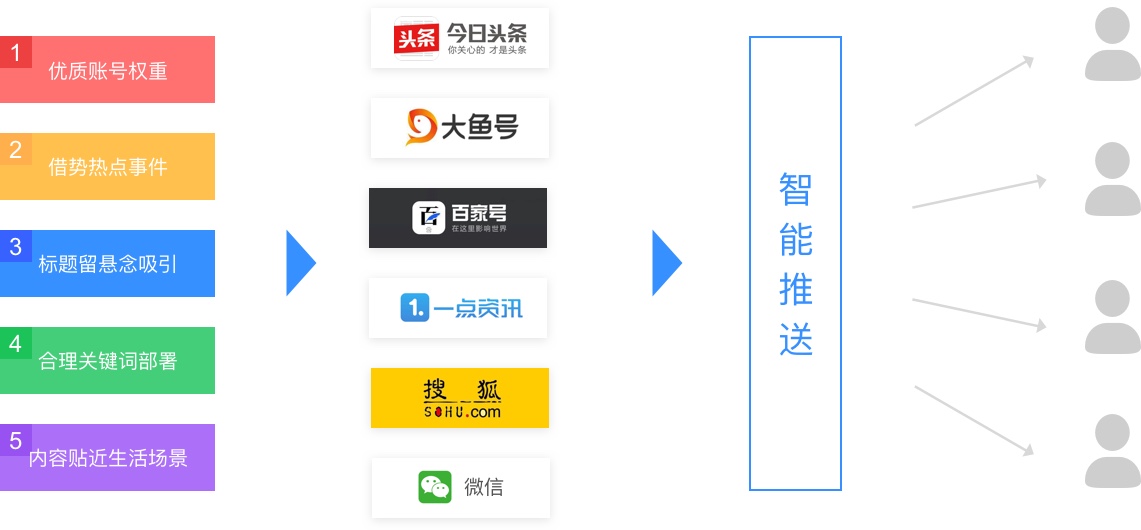 1
优质账号权重
2
借势热点事件
3
标题留悬念吸引
4
合理关键词部署
5
内容贴近生活场景
头条 今日头条
你关心的 才是头条
大鱼号
百 百家号
在这里影响世界
1. 一点资讯
搜狐
SOHU.com
微信
智
能
推
送